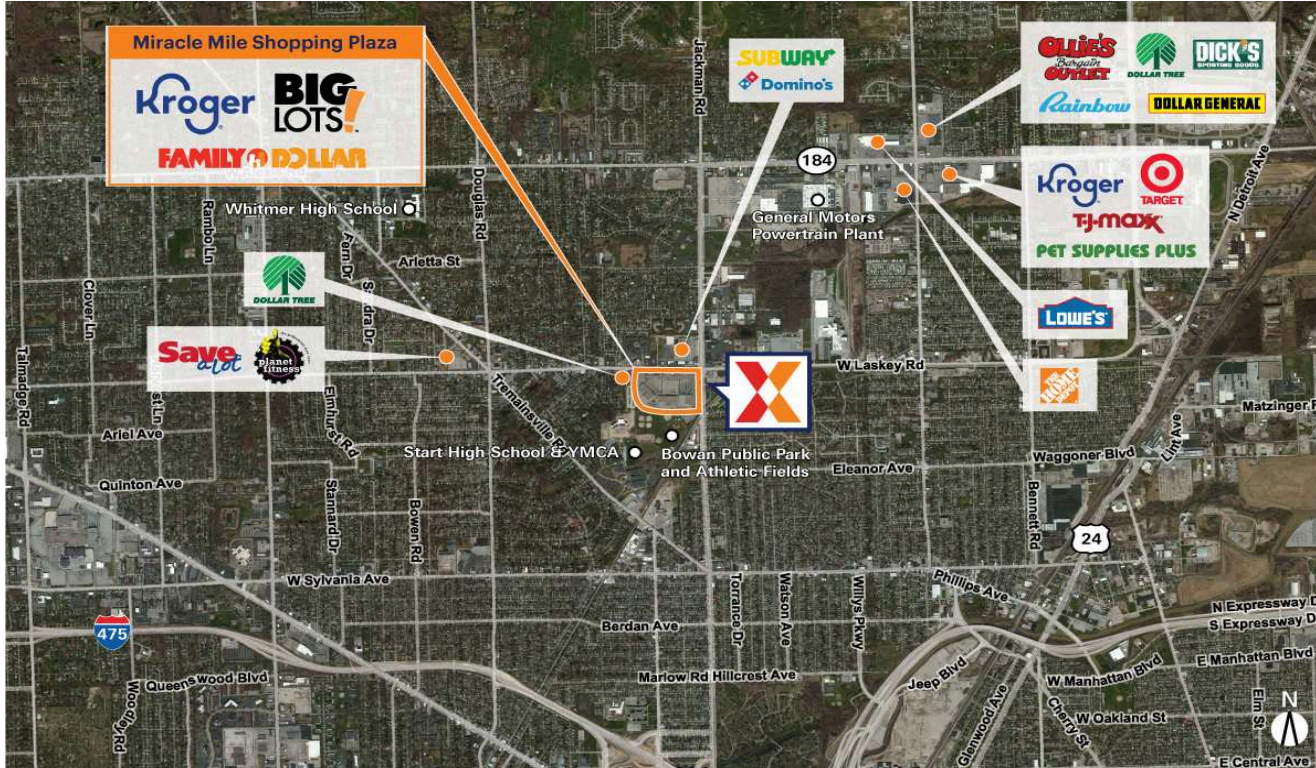 Miracle Mile Shopping Plaza
Kroger
BIG
LOTS!
FAMILY DOLLAR
SUBWAY
Domino's
Jackman Rd
OLLIE'S
Bargain
OUTLET
DOLLAR TREE
DICK'S
SPORTING GOODS
Rainbow
DOLLAR GENERAL
184
N Detroit Ave
Whitmer High School
Rambo Ln
Douglas Rd
General Motors
Powertrain Plant
Kroger
TARGET
T·J·maxx
PET SUPPLIES PLUS
Arletta St
Fern Dr
DOLLAR TREE
Clover Ln
LOWE'S
Save
a lot
planet
fitness
Talmadge Rd
W Laskey Rd
THE
HOME
DEPOT
Elmhurst Rd
Matzinger
Ariel Ave
Start High School & YMCA
Bowan Public Park
and Athletic Fields
Eleanor Ave
Waggoner Blvd
Lint Ave
Quinton Ave
Stannard Dr
Bowen Rd
Bennett Rd
24
W Sylvania Ave
Torrance Dr
Watson Ave
Willys Pkwy
Phillips Ave
N Expressway D
S Expressway D
475
Berdan Ave
E Manhattan Blvd
Queenswood Blvd
Marlow Rd Hillcrest Ave
Jeep Blvd
W Manhattan Blvd
Woodley Rd
Glenwood Ave
Cherry St
W Oakland St
Elm St
N
E Central Ave